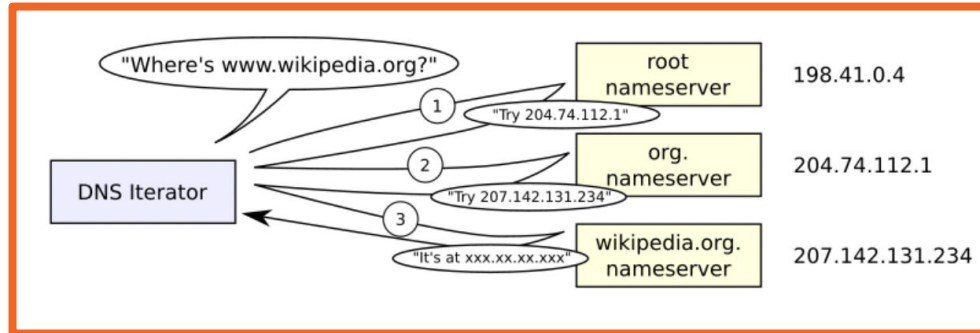 "Where's www.wikipedia.org?"
DNS Iterator
1
2
3
root
nameserver
198.41.0.4
"Try 204.74.112.1"
org.
nameserver
204.74.112.1
"Try 207.142.131.234"
wikipedia.org.
nameserver
207.142.131.234
"It's at xxx.xx.xx.xxx"